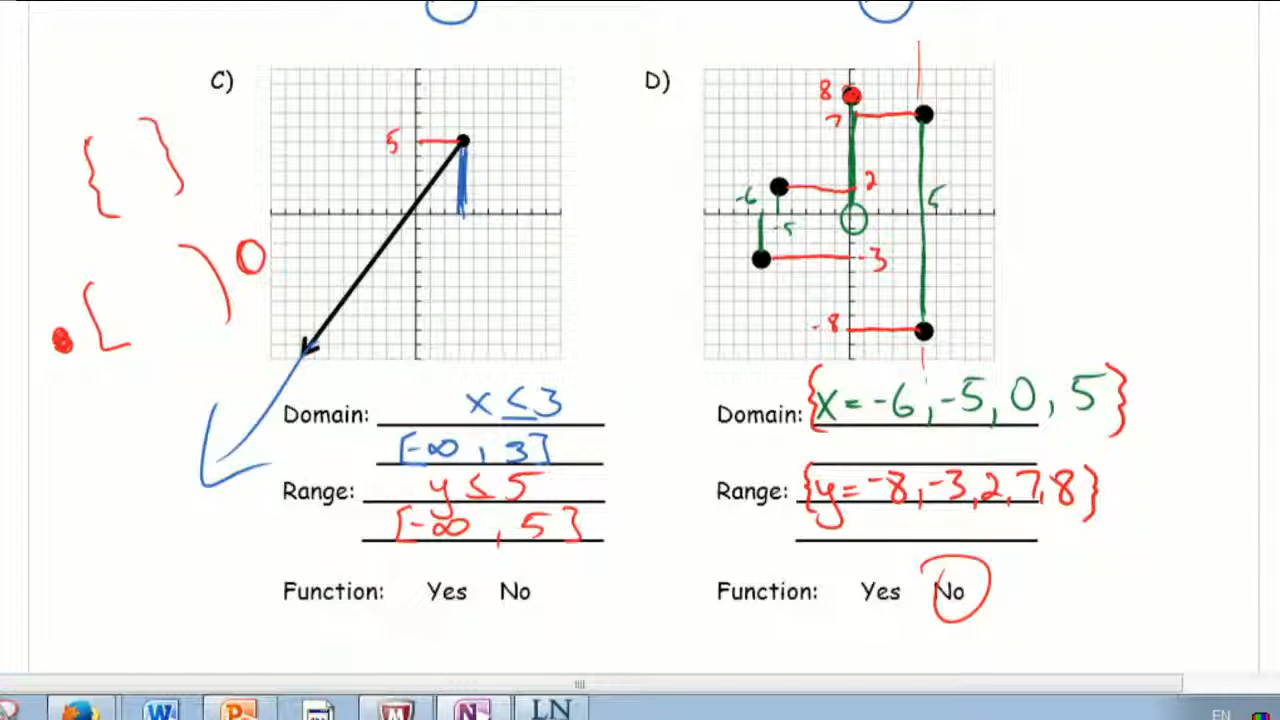 C)
5
{ }
[ ) 0
Domain: x ≤ 3
[-∞, 3]
Range: y ≤ 5
[-∞, 5]
Function: Yes No
D)
8
7
2
-6
-5
5
-3
-8
Domain: {x = -6, -5, 0, 5}
Range: {y = -8, -3, 2, 7, 8}
Function: Yes No
W P M N LN EN